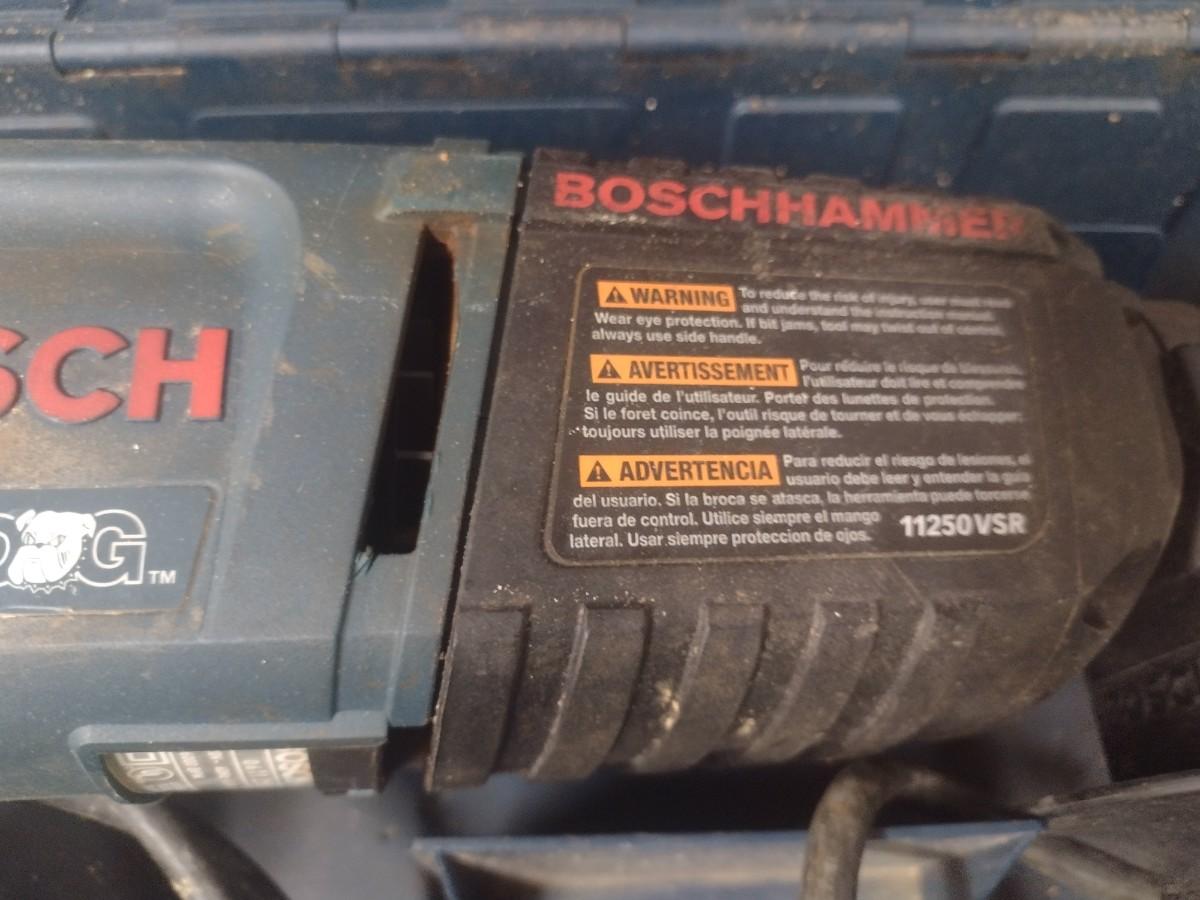 BOSCHHAMMER
WARNING To reduce the risk of injury, user must read
and understand the instruction manual.
Wear eye protection. If bit jams, tool may twist out of control,
always use side handle.
AVERTISSEMENT Pour réduire le risque de blessures,
l'utilisateur doit lire et comprendre
le guide de l'utilisateur. Porter des lunettes de protection.
Si le foret coince, l'outil risque de tourner et de vous échapper:
toujours utiliser la poignée latérale.
ADVERTENCIA Para reducir el riesgo de lesiones, el
usuario debe leer y entender la guía
del usuario. Si la broca se atasca, la herramienta puede torcerse
fuera de control. Utilice siempre el mango
lateral. Usar siempre proteccion de ojos.
11250VSR
SCH
G TM